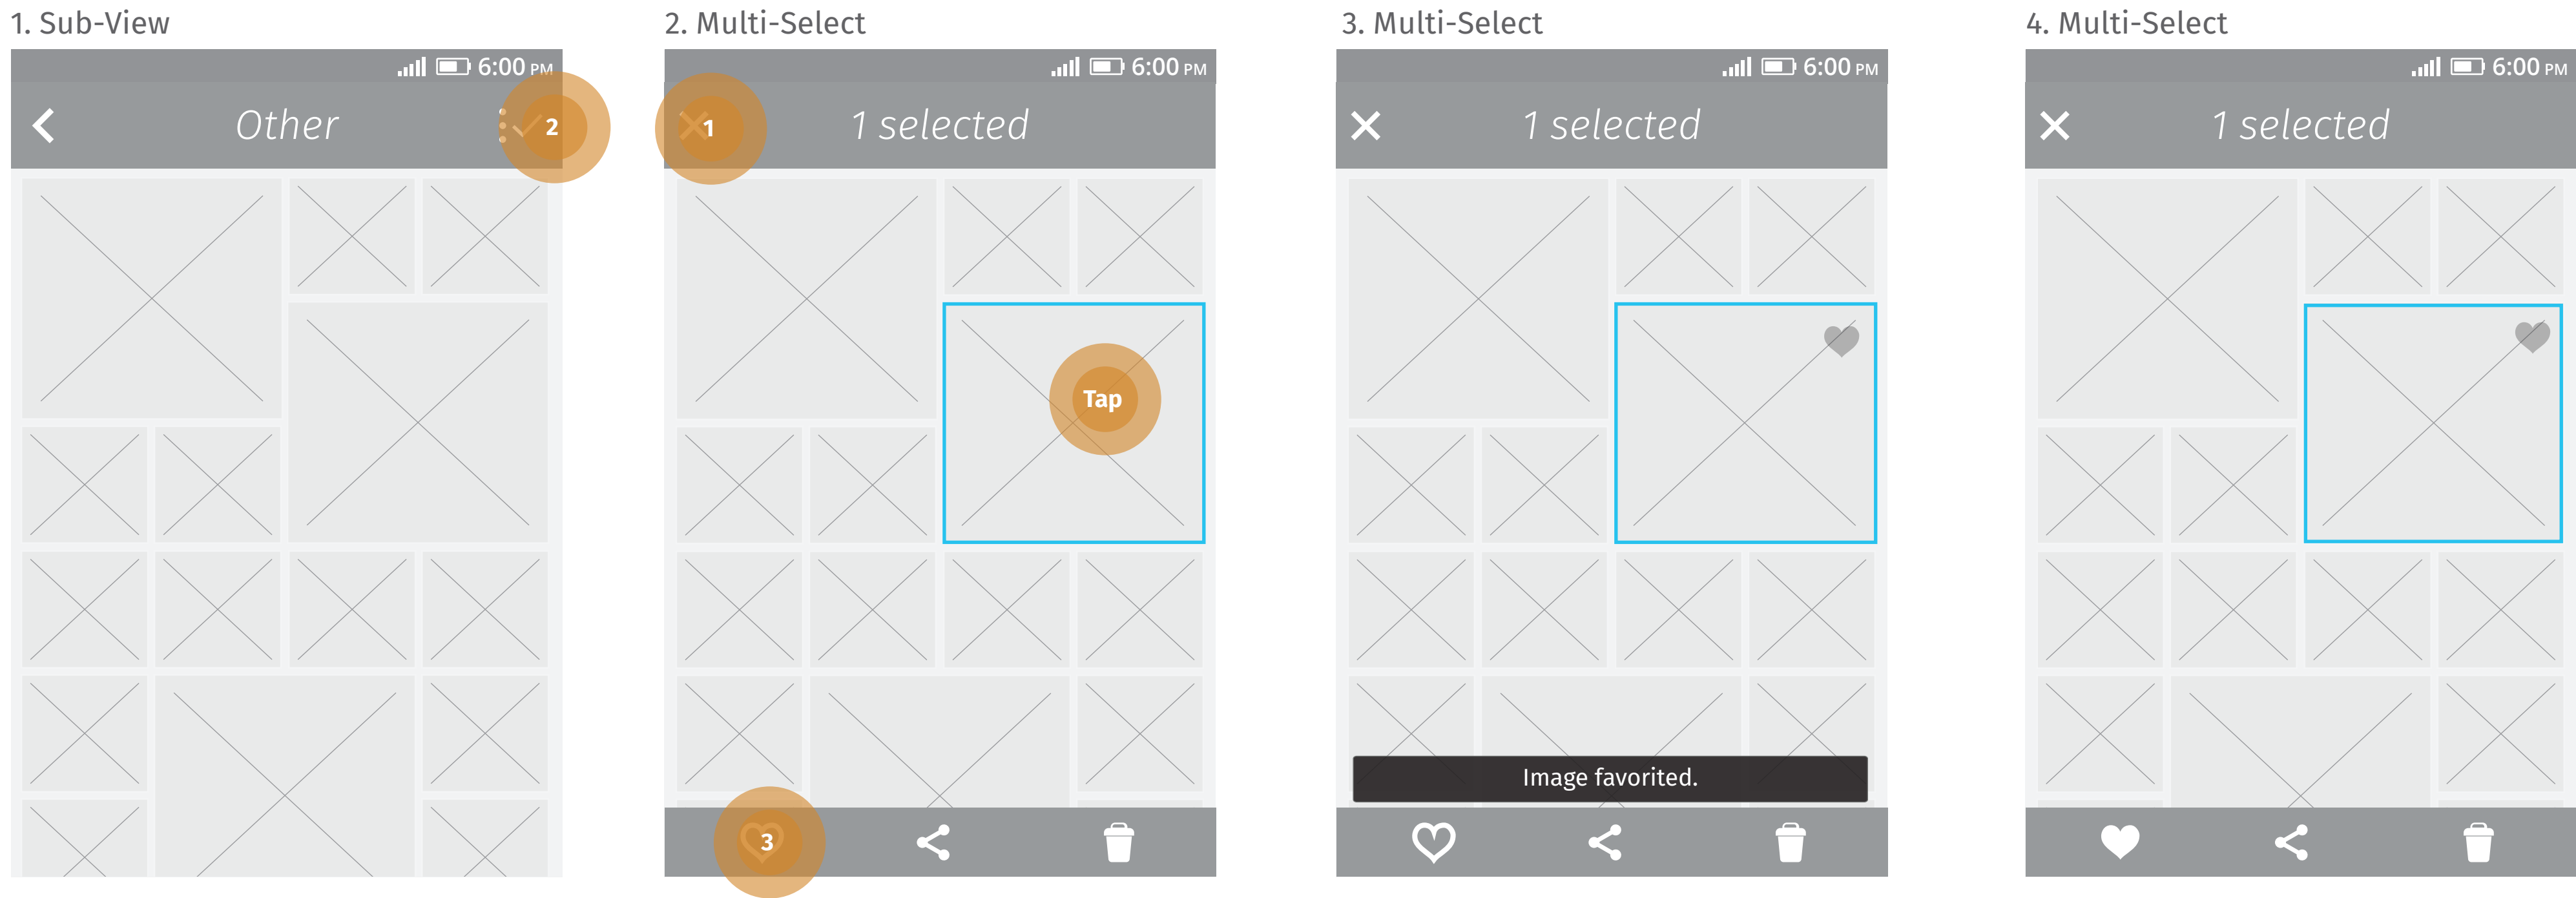 1. Sub-View
6:00 PM
Other
2
2. Multi-Select
6:00 PM
1
1 selected
Tap
3
3. Multi-Select
6:00 PM
1 selected
Image favorited.
4. Multi-Select
6:00 PM
1 selected